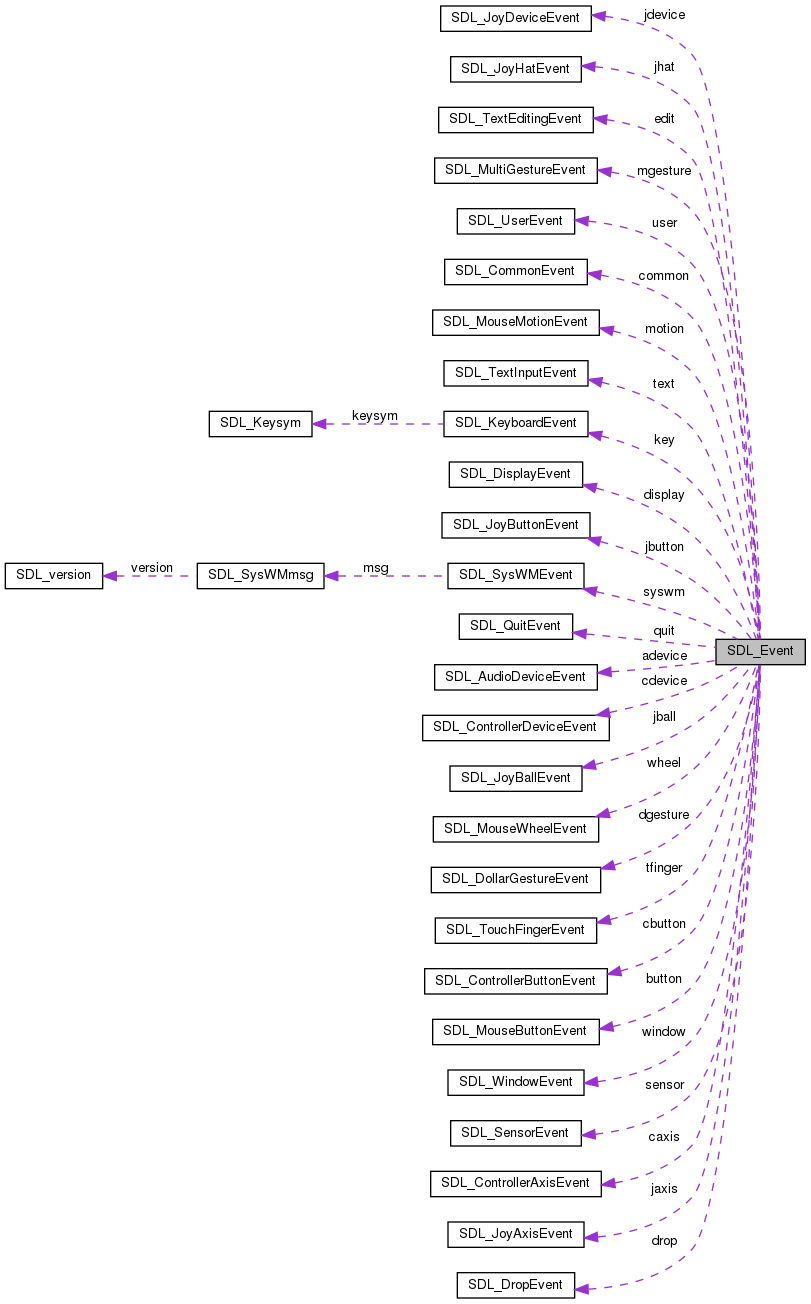 SDL_JoyDeviceEvent
jdevice
SDL_JoyHatEvent
jhat
SDL_TextEditingEvent
edit
SDL_MultiGestureEvent
mgesture
SDL_UserEvent
user
SDL_CommonEvent
common
SDL_MouseMotionEvent
motion
SDL_TextInputEvent
text
SDL_Keysym
keysym
SDL_KeyboardEvent
key
SDL_DisplayEvent
display
SDL_JoyButtonEvent
jbutton
SDL_version
version
SDL_SysWMmsg
msg
SDL_SysWMEvent
syswm
SDL_QuitEvent
quit
SDL_Event
SDL_AudioDeviceEvent
adevice
SDL_ControllerDeviceEvent
cdevice
SDL_JoyBallEvent
jball
SDL_MouseWheelEvent
wheel
SDL_DollarGestureEvent
dgesture
SDL_TouchFingerEvent
tfinger
SDL_ControllerButtonEvent
cbutton
SDL_MouseButtonEvent
button
SDL_WindowEvent
window
SDL_SensorEvent
sensor
SDL_ControllerAxisEvent
caxis
SDL_JoyAxisEvent
jaxis
SDL_DropEvent
drop